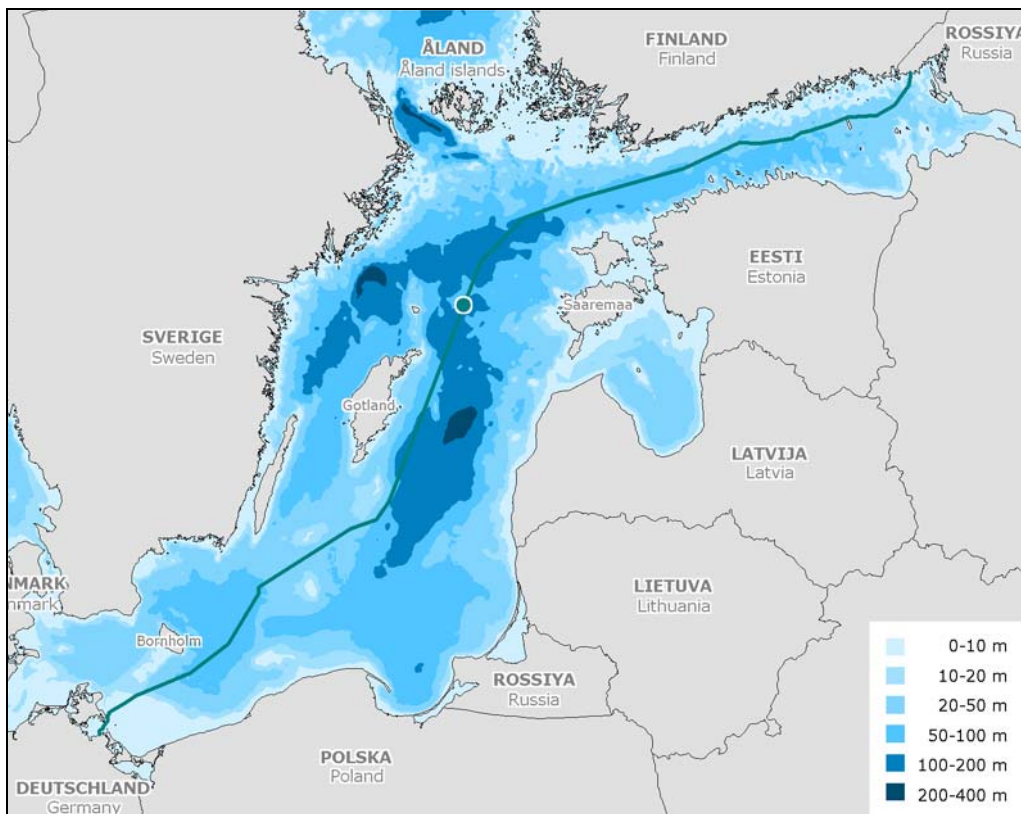 ÅLAND
Åland islands
FINLAND
Finland
ROSSIYA
Russia
EESTI
Estonia
Saaremaa
SVERIGE
Sweden
Gotland
LATVIJA
Latvia
NMARK
nmark
LIETUVA
Lithuania
Bornholm
ROSSIYA
Russia
POLSKA
Poland
DEUTSCHLAND
Germany
0-10 m
10-20 m
20-50 m
50-100 m
100-200 m
200-400 m